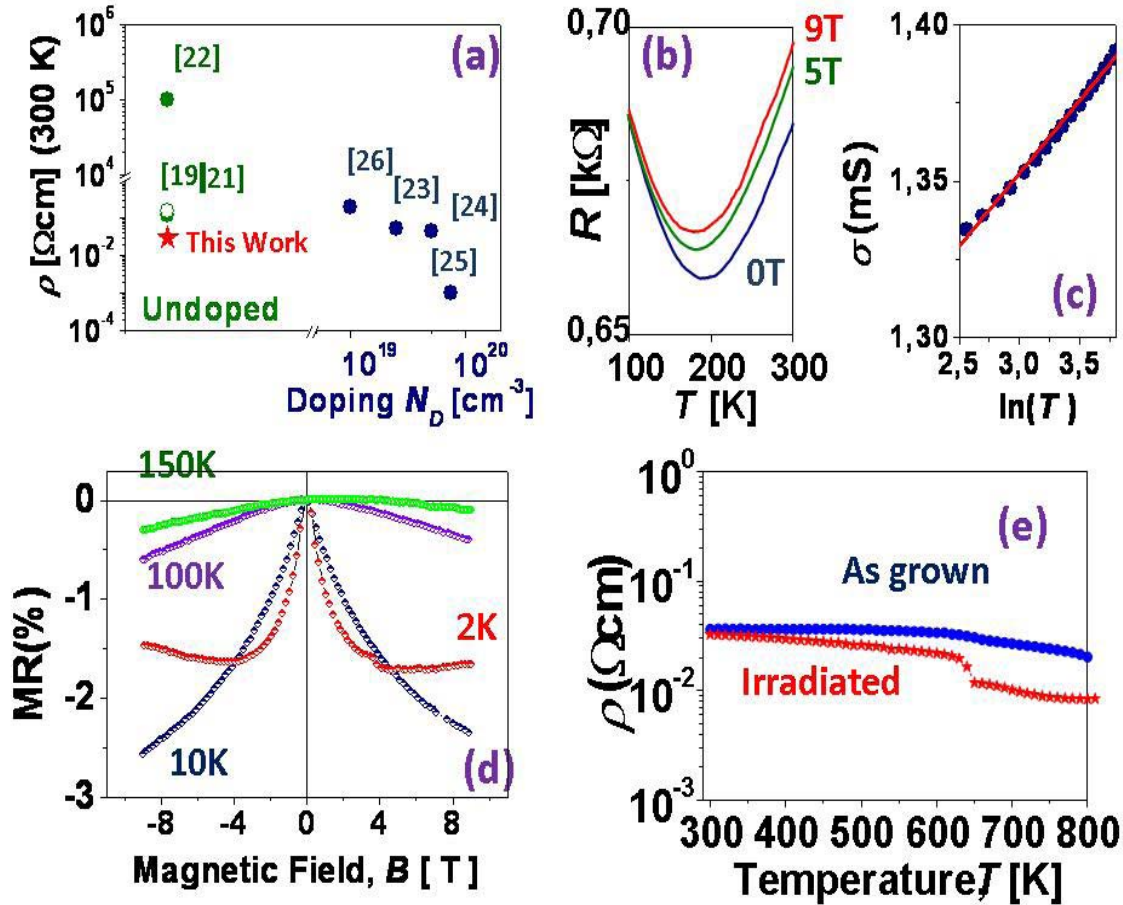 (a)
ρ [Ωcm] (300 K)
10^6
10^5
10^4
10^0
10^-2
10^-4
[22]
[19] [21]
This Work
Undoped
[26]
[23]
[24]
[25]
10^19
10^20
Doping N_D [cm^-3]
(b)
R [kΩ]
0,70
0,65
9T
5T
0T
100
200
300
T [K]
(c)
σ (mS)
1,40
1,35
1,30
2,5
3,0
3,5
ln(T)
150K
100K
2K
10K
(d)
MR(%)
0
-1
-2
-3
-8
-4
0
4
8
Magnetic Field, B [ T]
(e)
ρ (Ωcm)
10^0
10^-1
10^-2
10^-3
As grown
Irradiated
300 400 500 600 700 800
Temperature,T [K]